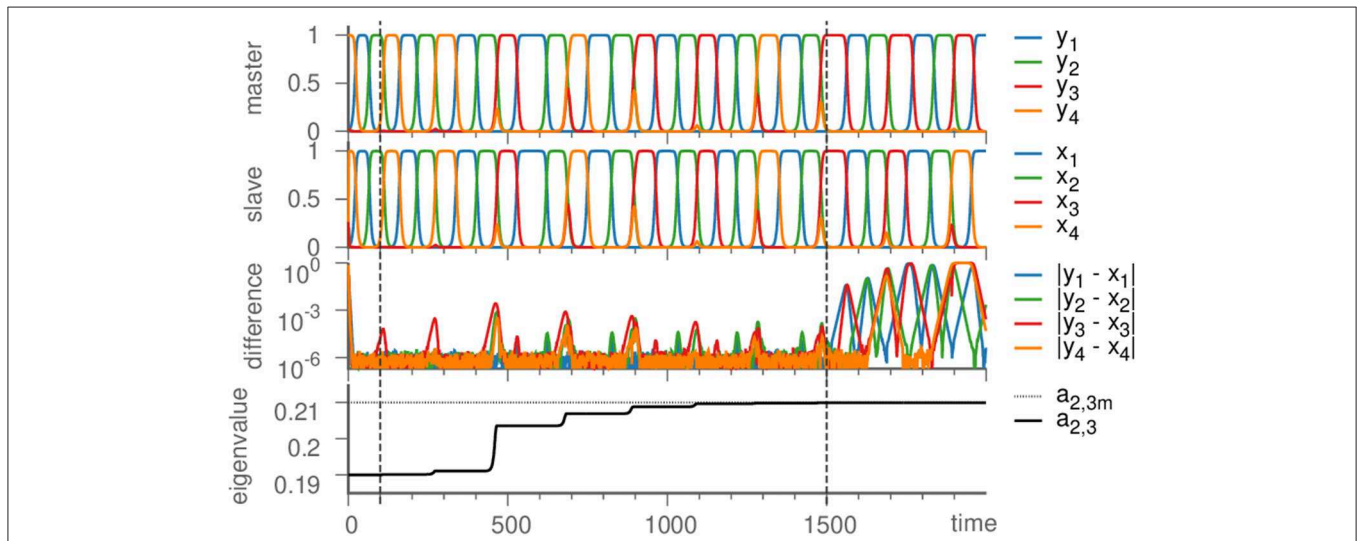 master
1
0.5
0
y1
y2
y3
y4
slave
1
0.5
0
x1
x2
x3
x4
difference
10^0
10^-3
10^-6
|y1 - x1|
|y2 - x2|
|y3 - x3|
|y4 - x4|
eigenvalue
0.21
0.2
0.19
a2,3m
a2,3
0 500 1000 1500 time